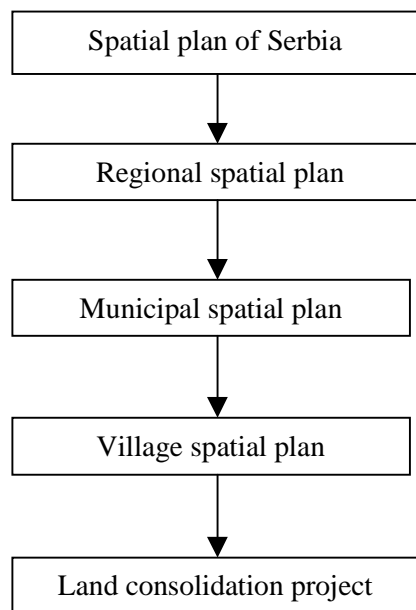 Spatial plan of Serbia
Regional spatial plan
Municipal spatial plan
Village spatial plan
Land consolidation project